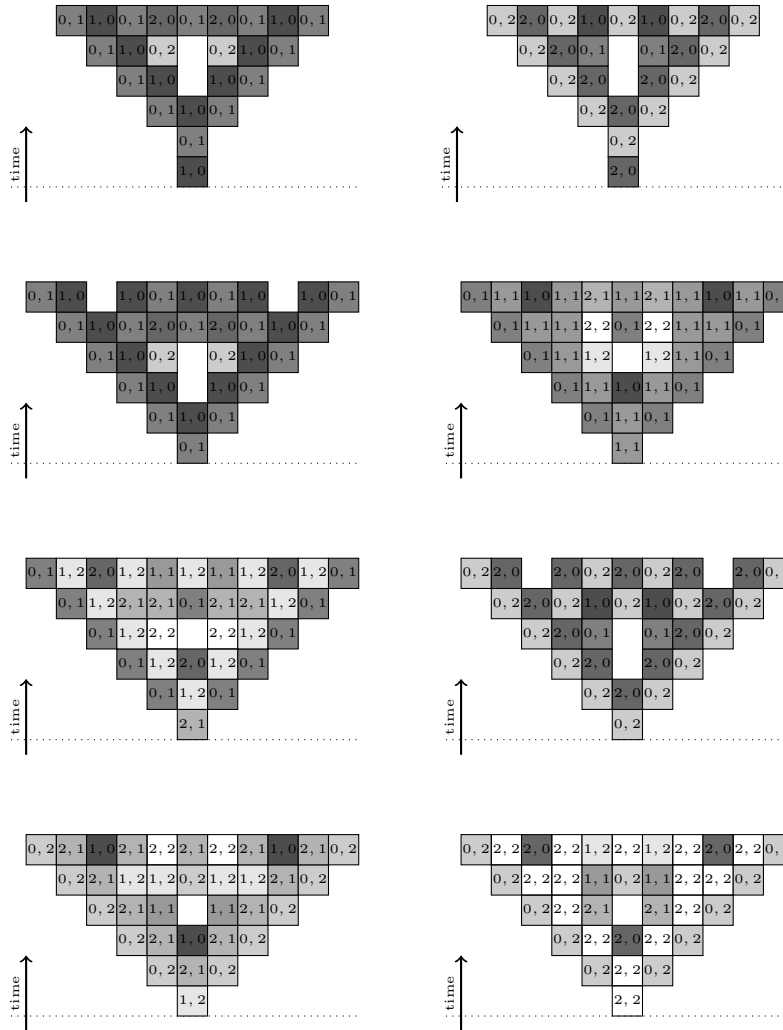 0, 1 1, 0 0, 1 2, 0 0, 1 2, 0 0, 1 1, 0 0, 1
0, 1 1, 0 0, 2 0, 2 1, 0 0, 1
0, 1 1, 0 1, 0 0, 1
0, 1 1, 0 0, 1
0, 1
1, 0
time
0, 2 2, 0 0, 2 1, 0 0, 2 1, 0 0, 2 2, 0 0, 2
0, 2 2, 0 0, 1 0, 1 2, 0 0, 2
0, 2 2, 0 2, 0 0, 2
0, 2 2, 0 0, 2
0, 2
2, 0
time
0, 1 1, 0 1, 0 0, 1 1, 0 0, 1 1, 0 1, 0 0, 1
0, 1 1, 0 0, 1 2, 0 0, 1 2, 0 0, 1 1, 0 0, 1
0, 1 1, 0 0, 2 0, 2 1, 0 0, 1
0, 1 1, 0 1, 0 0, 1
0, 1 1, 0 0, 1
0, 1
time
0, 1 1, 1 1, 0 1, 1 2, 1 1, 1 2, 1 1, 1 1, 0 1, 1 0,
0, 1 1, 1 1, 1 2, 2 0, 1 2, 2 1, 1 1, 1 0, 1
0, 1 1, 1 1, 2 1, 2 1, 1 0, 1
0, 1 1, 1 1, 0 1, 1 0, 1
0, 1 1, 1 0, 1
1, 1
time
0, 1 1, 2 2, 0 1, 2 1, 1 1, 2 1, 1 1, 2 2, 0 1, 2 0, 1
0, 1 1, 2 2, 1 2, 1 0, 1 2, 1 2, 1 1, 2 0, 1
0, 1 1, 2 2, 2 2, 2 1, 2 0, 1
0, 1 1, 2 2, 0 1, 2 0, 1
0, 1 1, 2 0, 1
2, 1
time
0, 2 2, 0 2, 0 0, 2 2, 0 0, 2 2, 0 2, 0 0,
0, 2 2, 0 0, 2 1, 0 0, 2 1, 0 0, 2 2, 0 0, 2
0, 2 2, 0 0, 1 0, 1 2, 0 0, 2
0, 2 2, 0 2, 0 0, 2
0, 2 2, 0 0, 2
0, 2
time
0, 2 2, 1 1, 0 2, 1 2, 2 2, 1 2, 2 2, 1 1, 0 2, 1 0, 2
0, 2 2, 1 1, 2 1, 2 0, 2 1, 2 1, 2 2, 1 0, 2
0, 2 2, 1 1, 1 1, 1 2, 1 0, 2
0, 2 2, 1 1, 0 2, 1 0, 2
0, 2 2, 1 0, 2
1, 2
time
0, 2 2, 2 2, 0 2, 2 1, 2 2, 2 1, 2 2, 2 2, 0 2, 2 0,
0, 2 2, 2 2, 2 1, 1 0, 2 1, 1 2, 2 2, 2 0, 2
0, 2 2, 2 2, 1 2, 1 2, 2 0, 2
0, 2 2, 2 2, 0 2, 2 0, 2
0, 2 2, 2 0, 2
2, 2
time